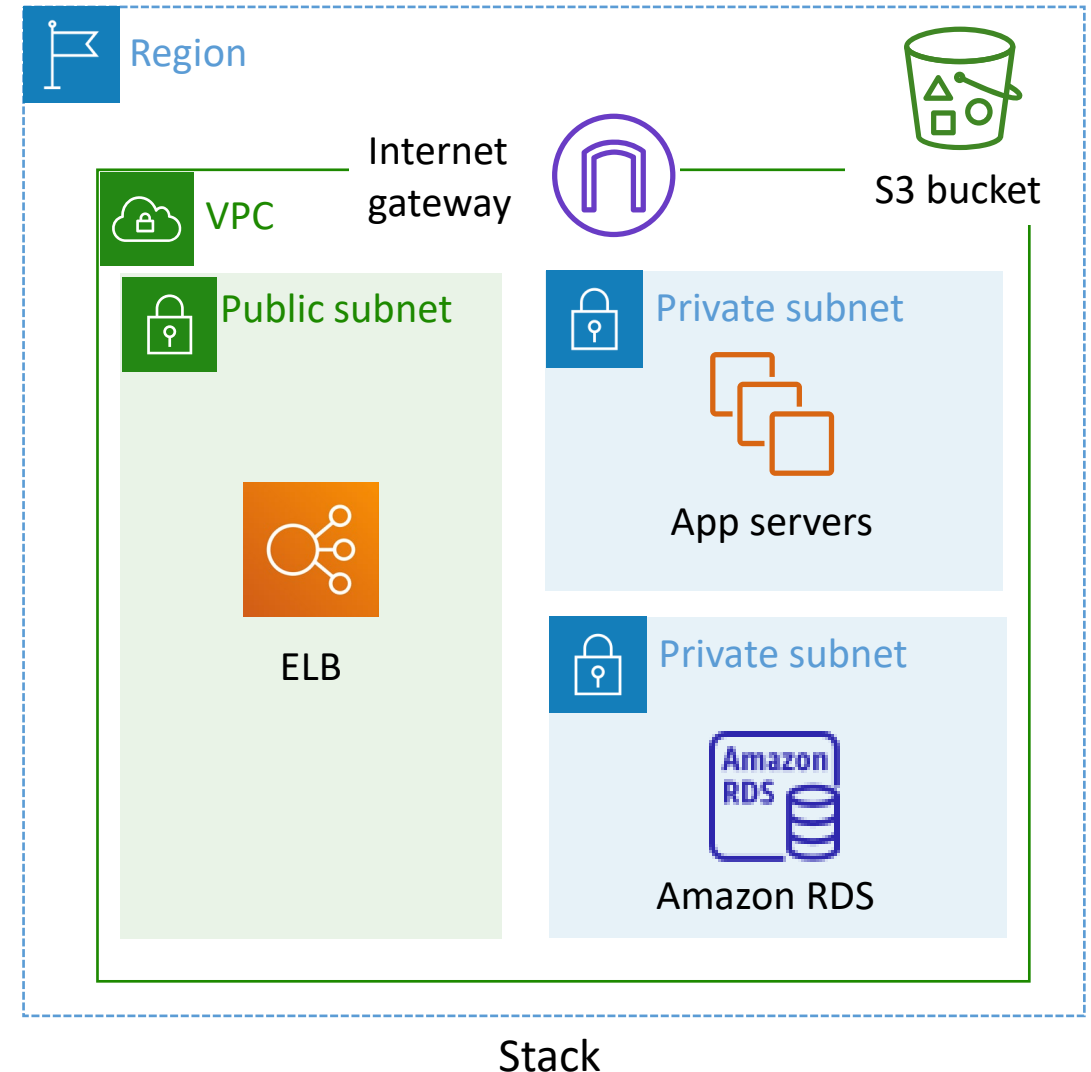 Region
Internet
gateway
S3 bucket
VPC
Public subnet
Private subnet
App servers
ELB
Private subnet
Amazon
RDS
Amazon RDS
Stack